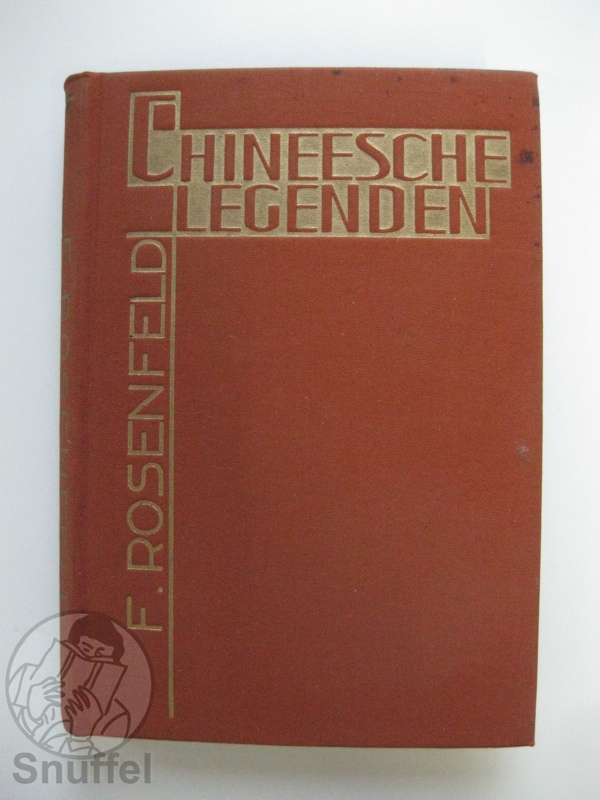 CHINEESCHE
LEGENDEN
F. ROSENFELD
Snuffel